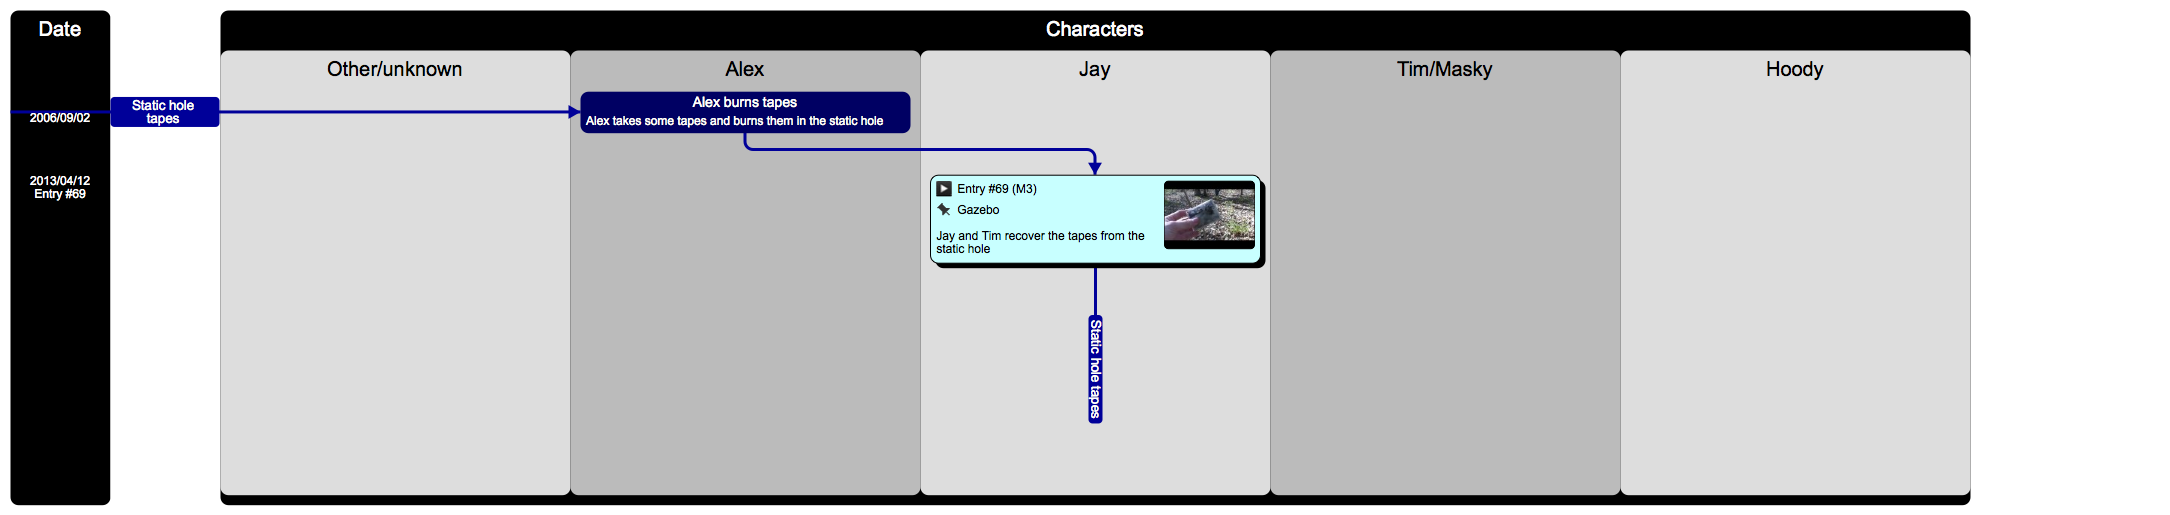 Date
Characters
Other/unknown
Alex
Jay
Tim/Masky
Hoody
2006/09/02
Static hole
tapes
Alex burns tapes
Alex takes some tapes and burns them in the static hole
2013/04/12
Entry #69
Entry #69 (M3)
Gazebo
Jay and Tim recover the tapes from the
static hole
Static hole tapes